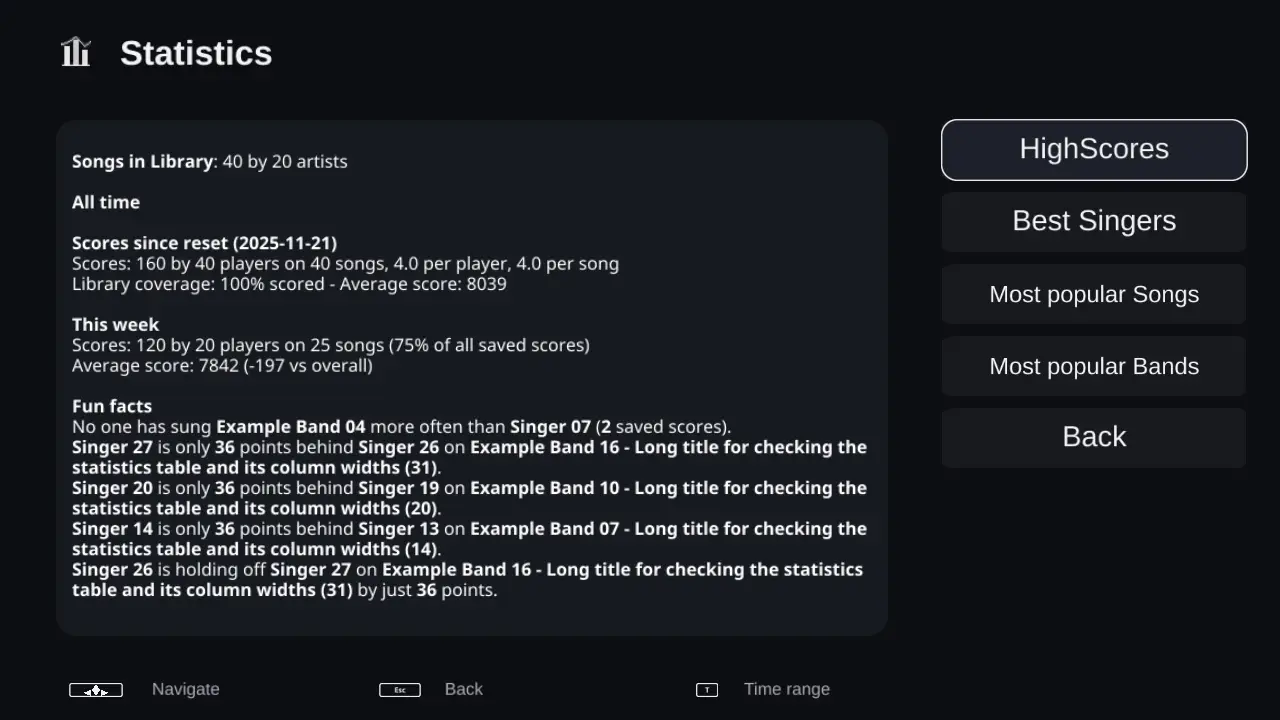 Statistics
Songs in Library: 40 by 20 artists
All time
Scores since reset (2025-11-21)
Scores: 160 by 40 players on 40 songs, 4.0 per player, 4.0 per song
Library coverage: 100% scored - Average score: 8039
This week
Scores: 120 by 20 players on 25 songs (75% of all saved scores)
Average score: 7842 (-197 vs overall)
Fun facts
No one has sung Example Band 04 more often than Singer 07 (2 saved scores).
Singer 27 is only 36 points behind Singer 26 on Example Band 16 - Long title for checking the
statistics table and its column widths (31).
Singer 20 is only 36 points behind Singer 19 on Example Band 10 - Long title for checking the
statistics table and its column widths (20).
Singer 14 is only 36 points behind Singer 13 on Example Band 07 - Long title for checking the
statistics table and its column widths (14).
Singer 26 is holding off Singer 27 on Example Band 16 - Long title for checking the statistics
table and its column widths (31) by just 36 points.
HighScores
Best Singers
Most popular Songs
Most popular Bands
Back
Navigate
Esc Back
T Time range